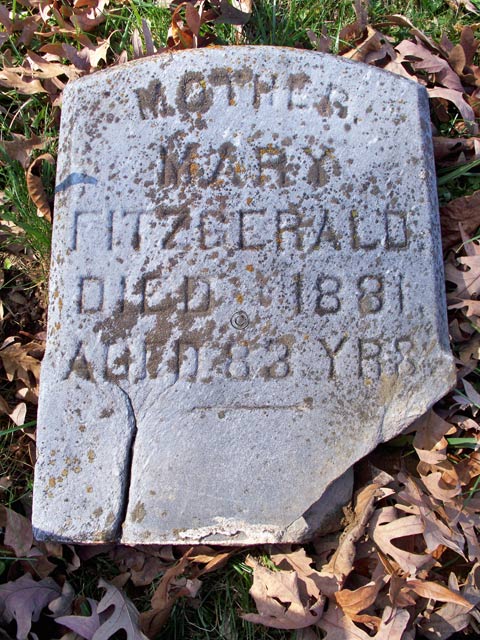 MOTHER
MARY
FITZGERALD
DIED 1881
AGED 83 YRS